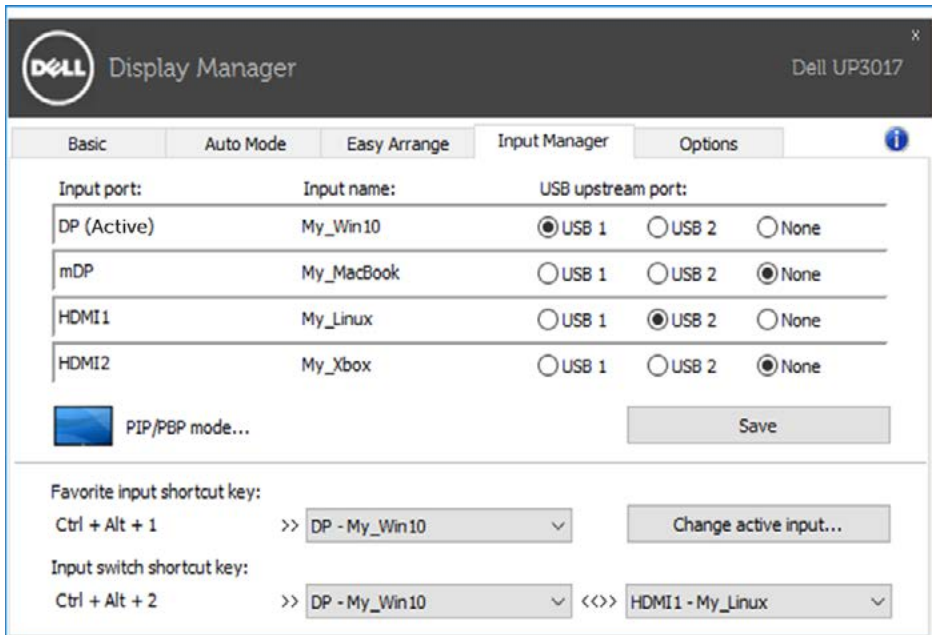 DELL Display Manager Dell UP3017 x
Basic Auto Mode Easy Arrange Input Manager Options i
Input port: Input name: USB upstream port:
DP (Active) My_Win10 USB 1 USB 2 None
mDP My_MacBook USB 1 USB 2 None
HDMI1 My_Linux USB 1 USB 2 None
HDMI2 My_Xbox USB 1 USB 2 None
PIP/PBP mode... Save
Favorite input shortcut key:
Ctrl + Alt + 1 >> DP - My_Win10 Change active input...
Input switch shortcut key:
Ctrl + Alt + 2 >> DP - My_Win10 <<>> HDMI1 - My_Linux